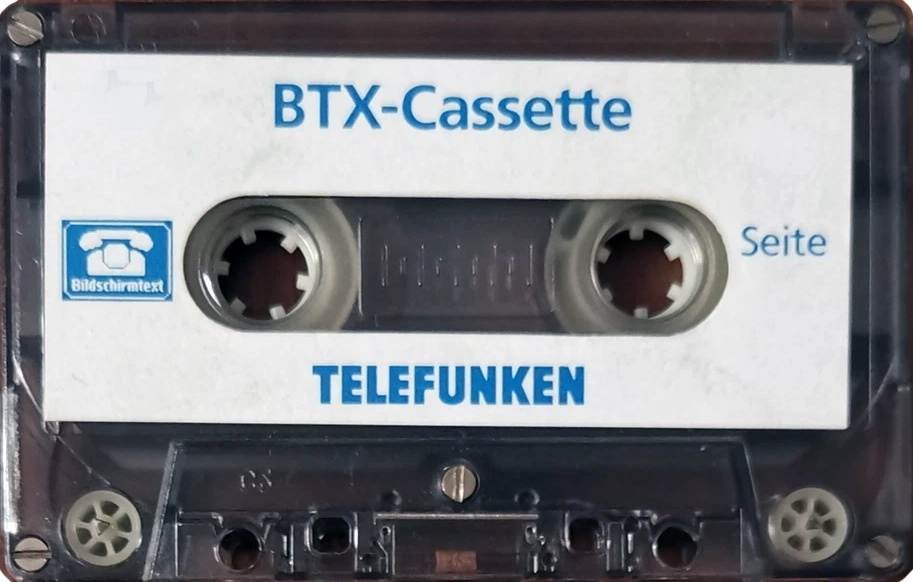 BTX-Cassette
Bildschirmtext
Seite
TELEFUNKEN